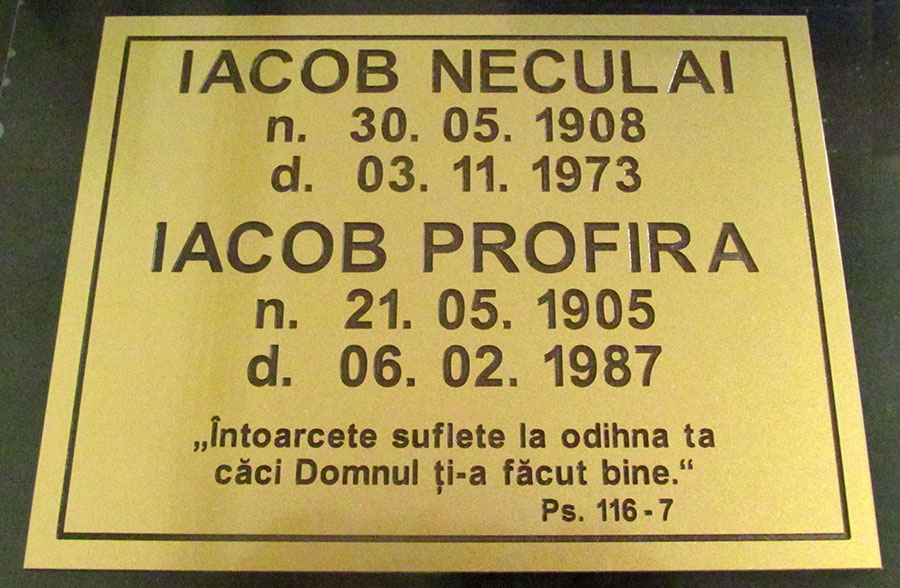 IACOB NECULAI
n. 30. 05. 1908
d. 03. 11. 1973
IACOB PROFIRA
n. 21. 05. 1905
d. 06. 02. 1987
„Întoarcete suflete la odihna ta
căci Domnul ți-a făcut bine.“
Ps. 116 - 7